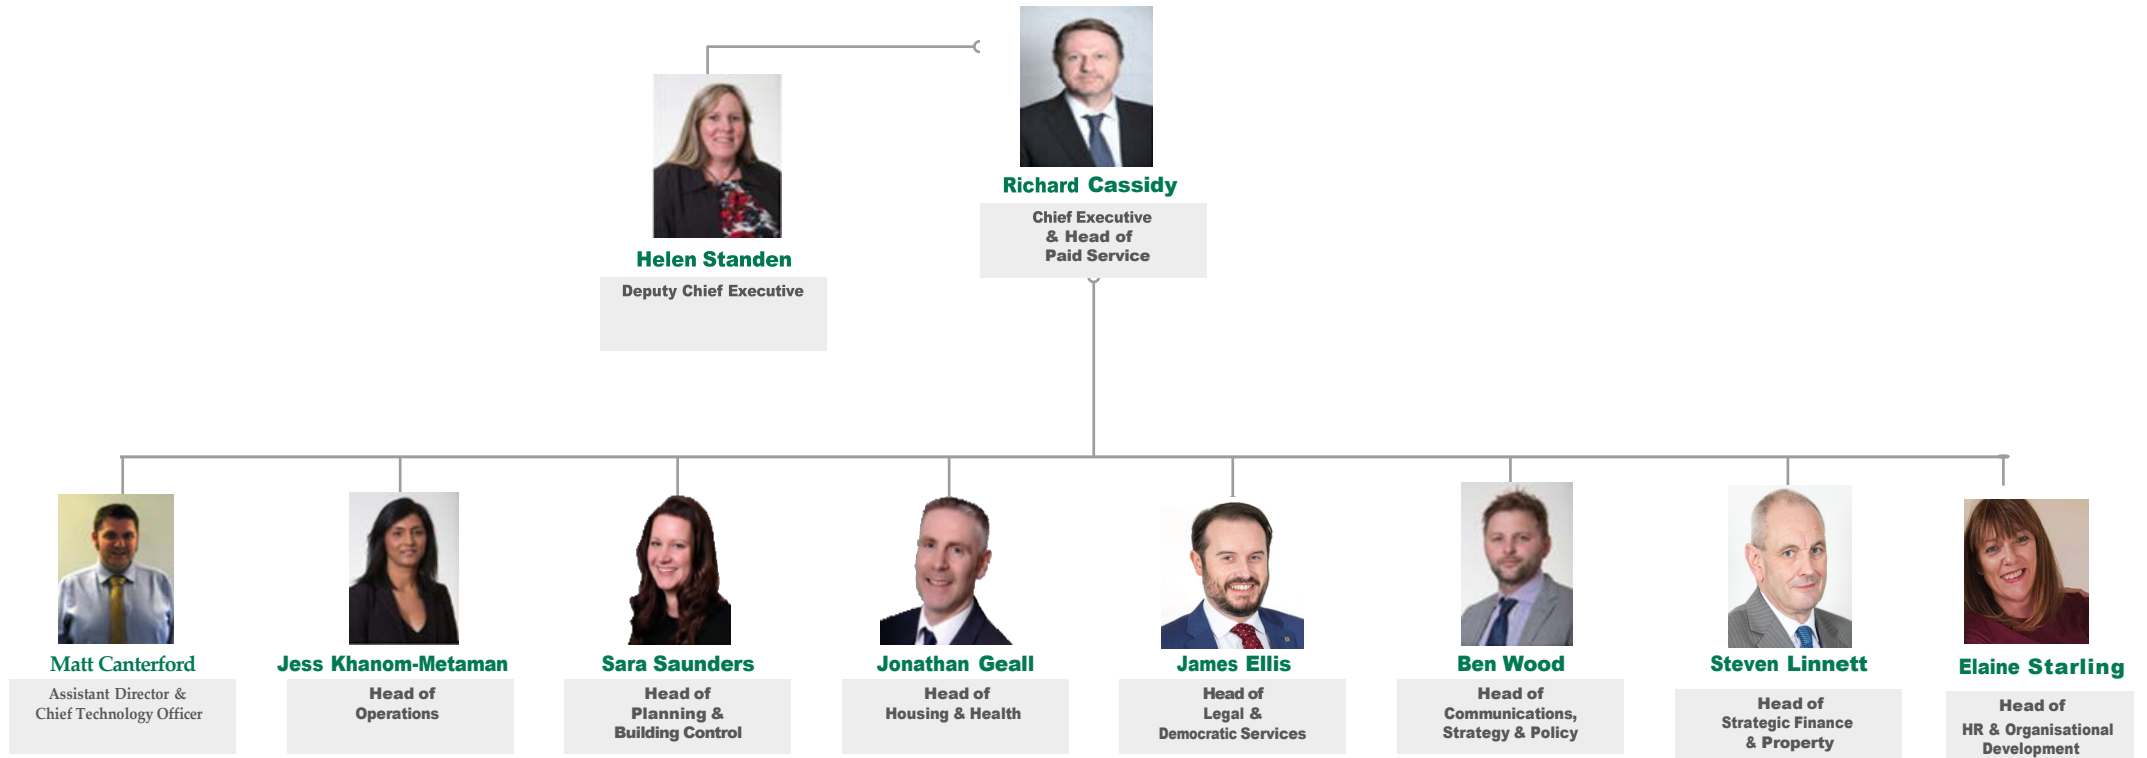 Richard Cassidy
Chief Executive
& Head of
Paid Service
Helen Standen
Deputy Chief Executive
Matt Canterford
Assistant Director &
Chief Technology Officer
Jess Khanom-Metaman
Head of
Operations
Sara Saunders
Head of
Planning &
Building Control
Jonathan Geall
Head of
Housing & Health
James Ellis
Head of
Legal &
Democratic Services
Ben Wood
Head of
Communications,
Strategy & Policy
Steven Linnett
Head of
Strategic Finance
& Property
Elaine Starling
Head of
HR & Organisational
Development